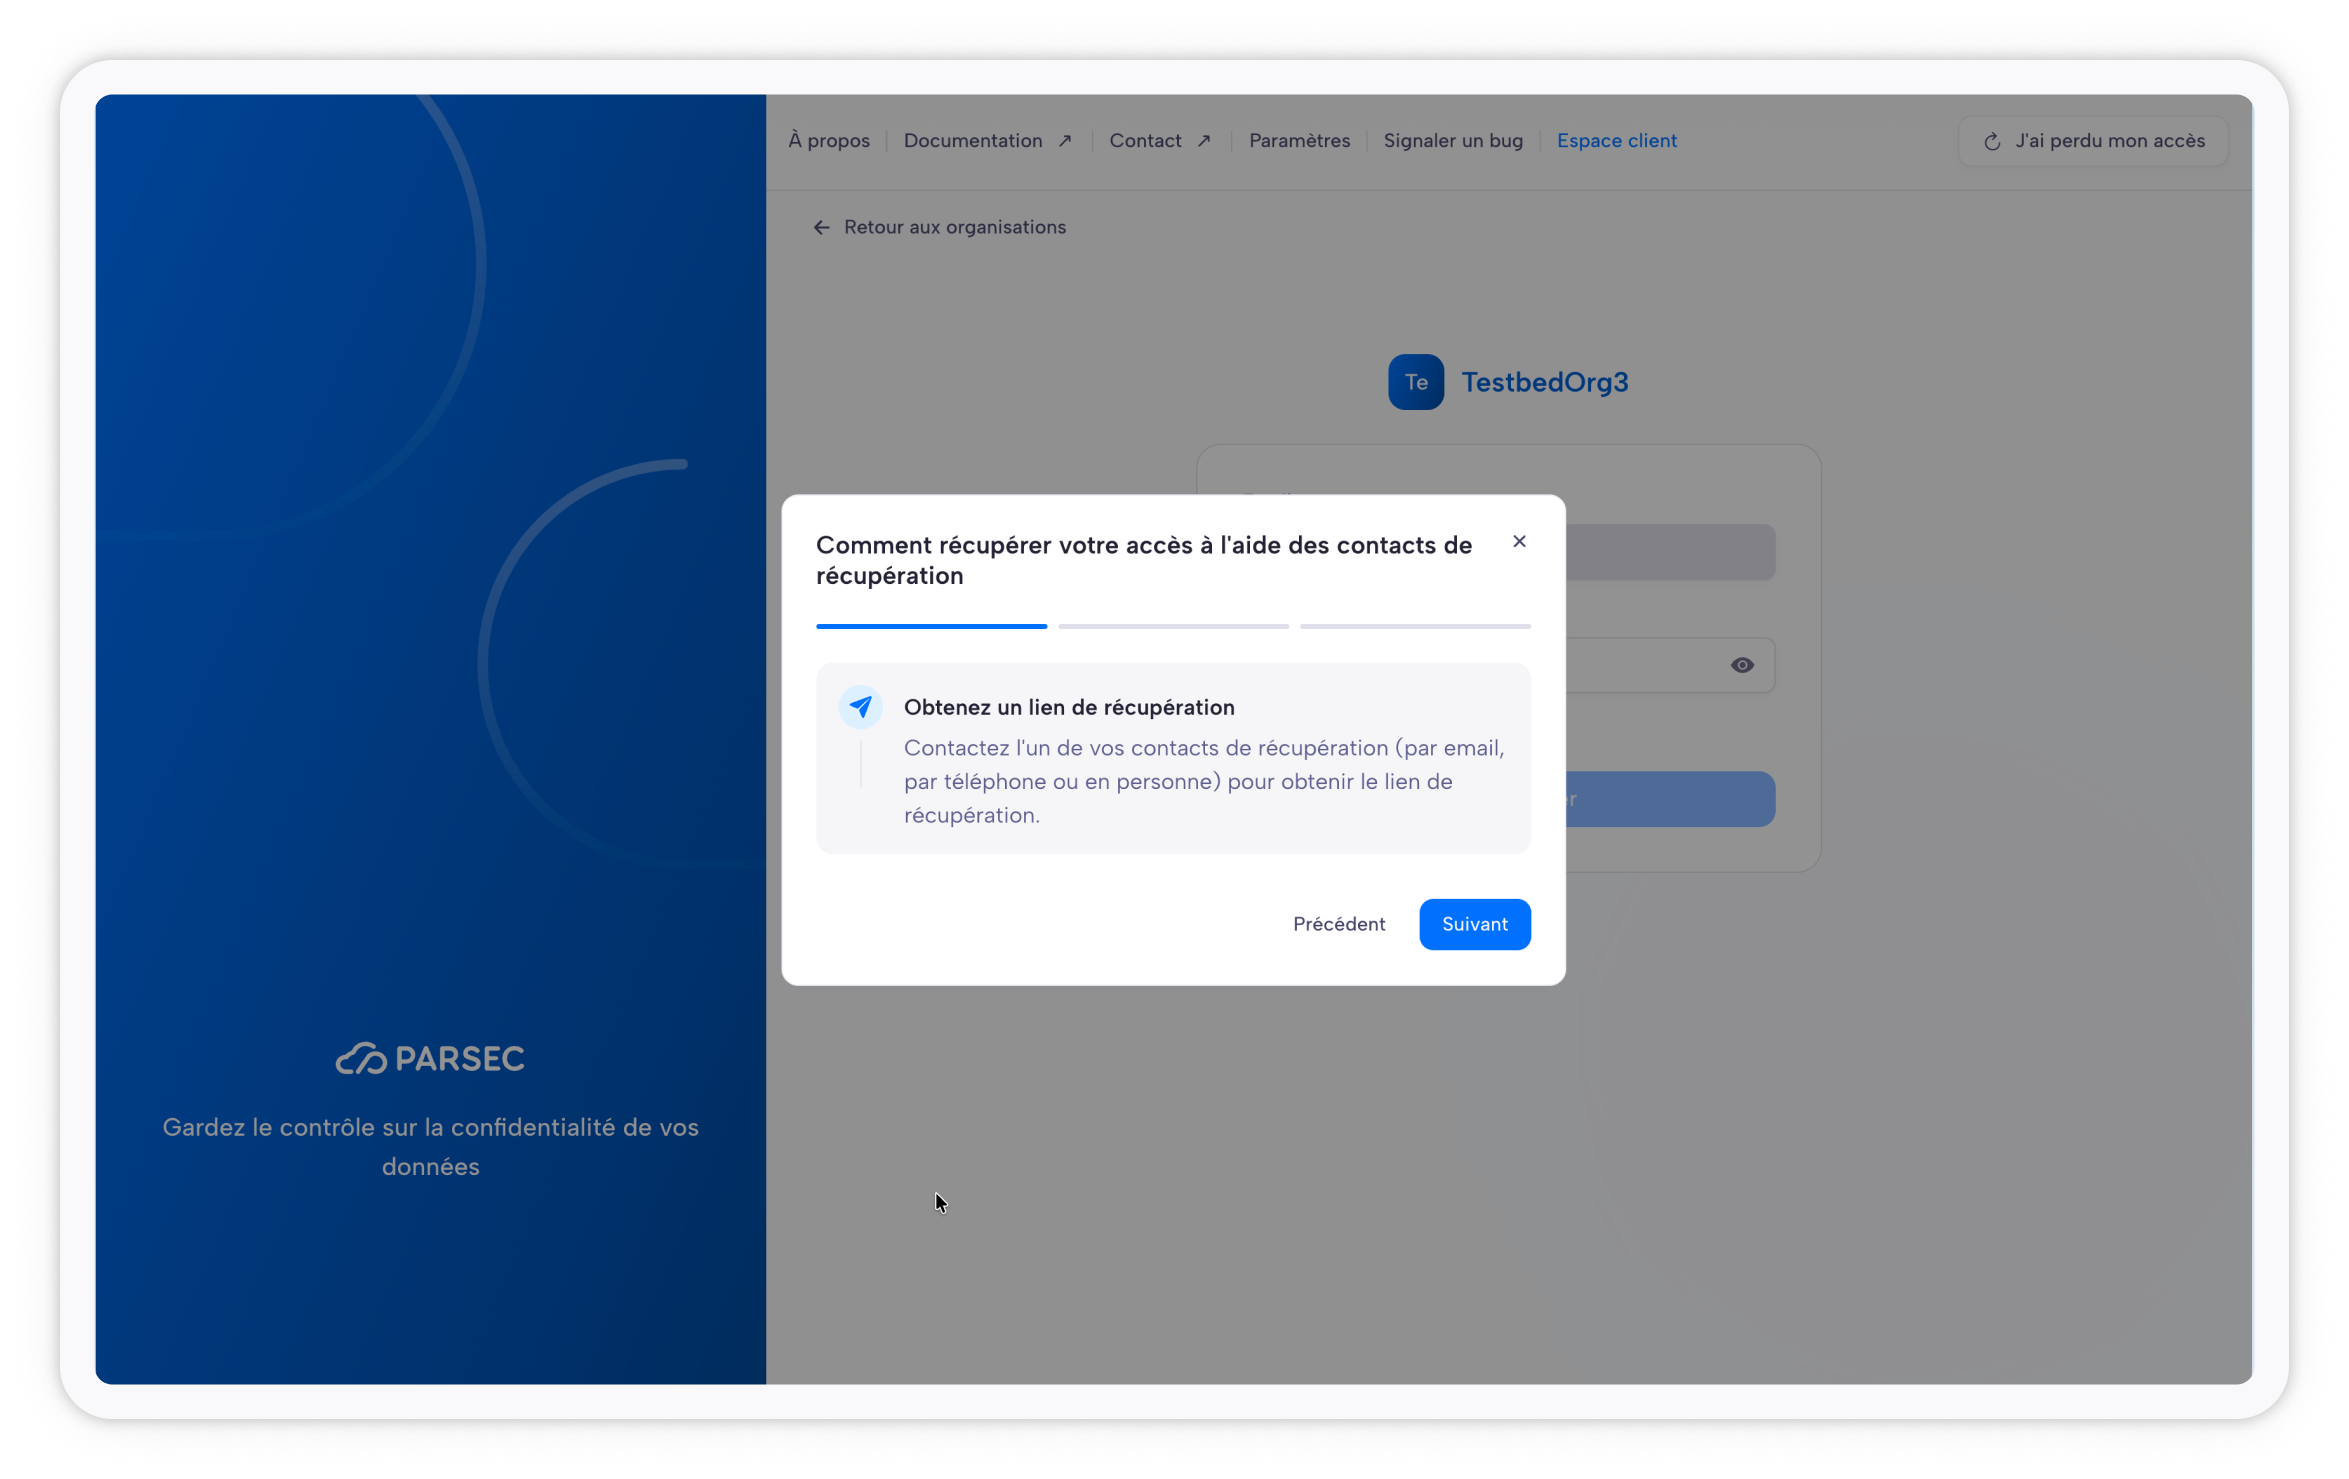 À propos
Documentation
Contact
Paramètres
Signaler un bug
Espace client
J'ai perdu mon accès
Retour aux organisations
Te
TestbedOrg3
Comment récupérer votre accès à l'aide des contacts de
récupération
Obtenez un lien de récupération
Contactez l'un de vos contacts de récupération (par email,
par téléphone ou en personne) pour obtenir le lien de
récupération.
Précédent
Suivant
PARSEC
Gardez le contrôle sur la confidentialité de vos
données